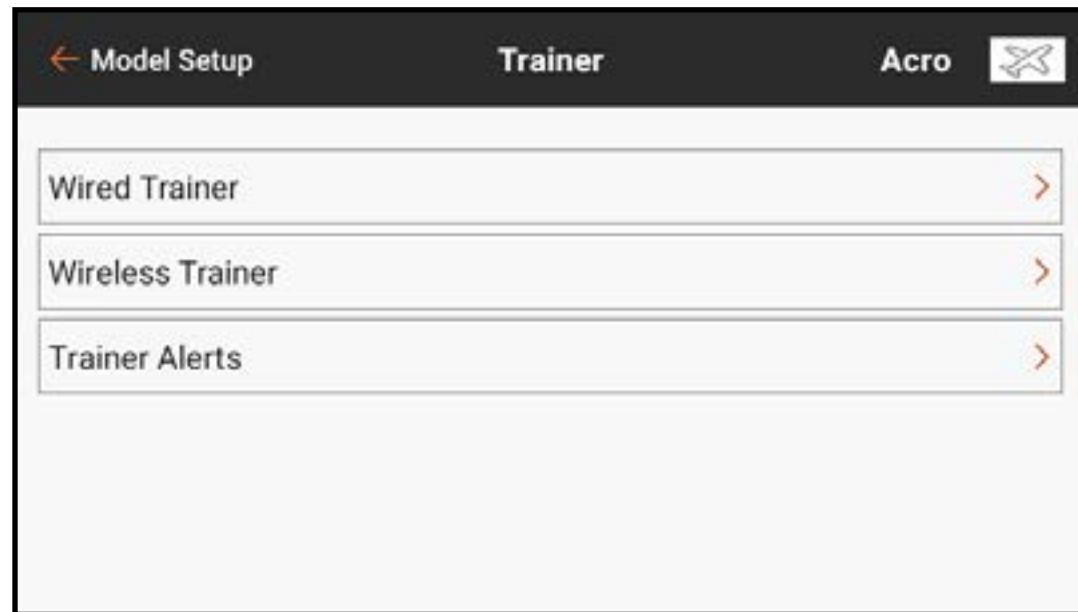 Model Setup Trainer Acro
Wired Trainer
Wireless Trainer
Trainer Alerts